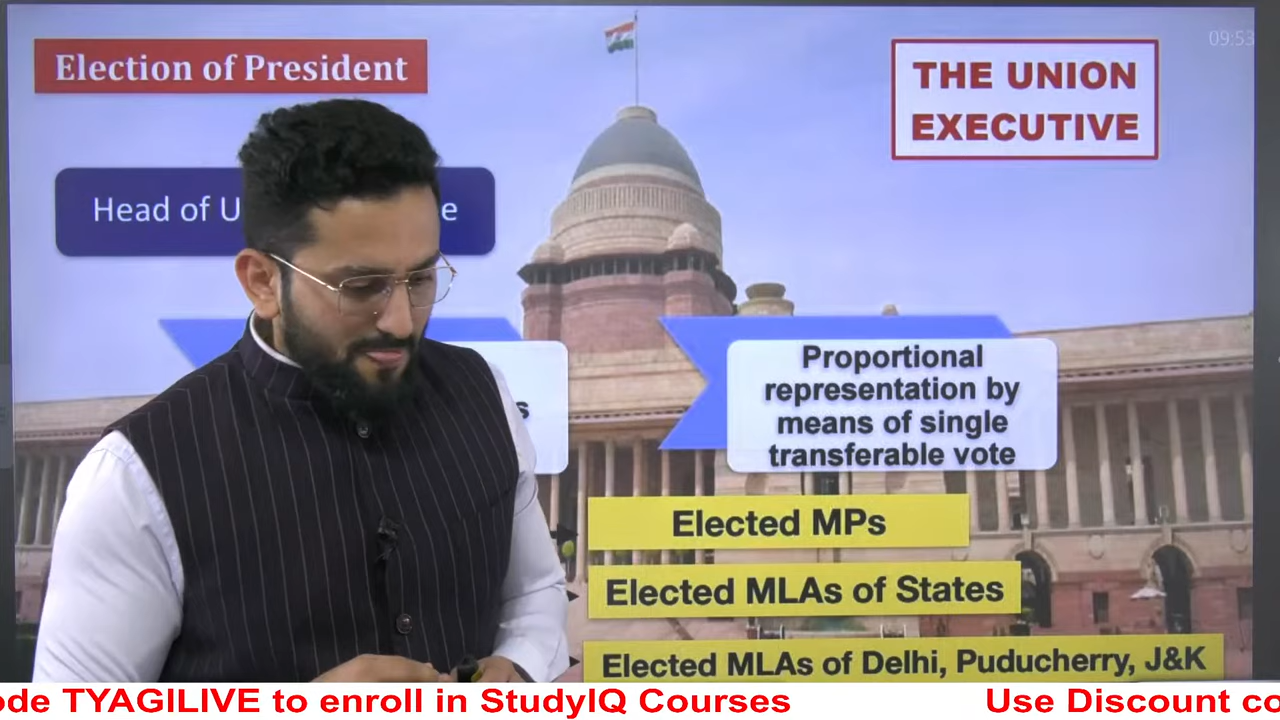 Election of President
09:53
THE UNION
EXECUTIVE
Head of U
e
s
Proportional
representation by
means of single
transferable vote
Elected MPs
Elected MLAs of States
Elected MLAs of Delhi, Puducherry, J&K
ode TYAGILIVE to enroll in StudyIQ Courses
Use Discount co